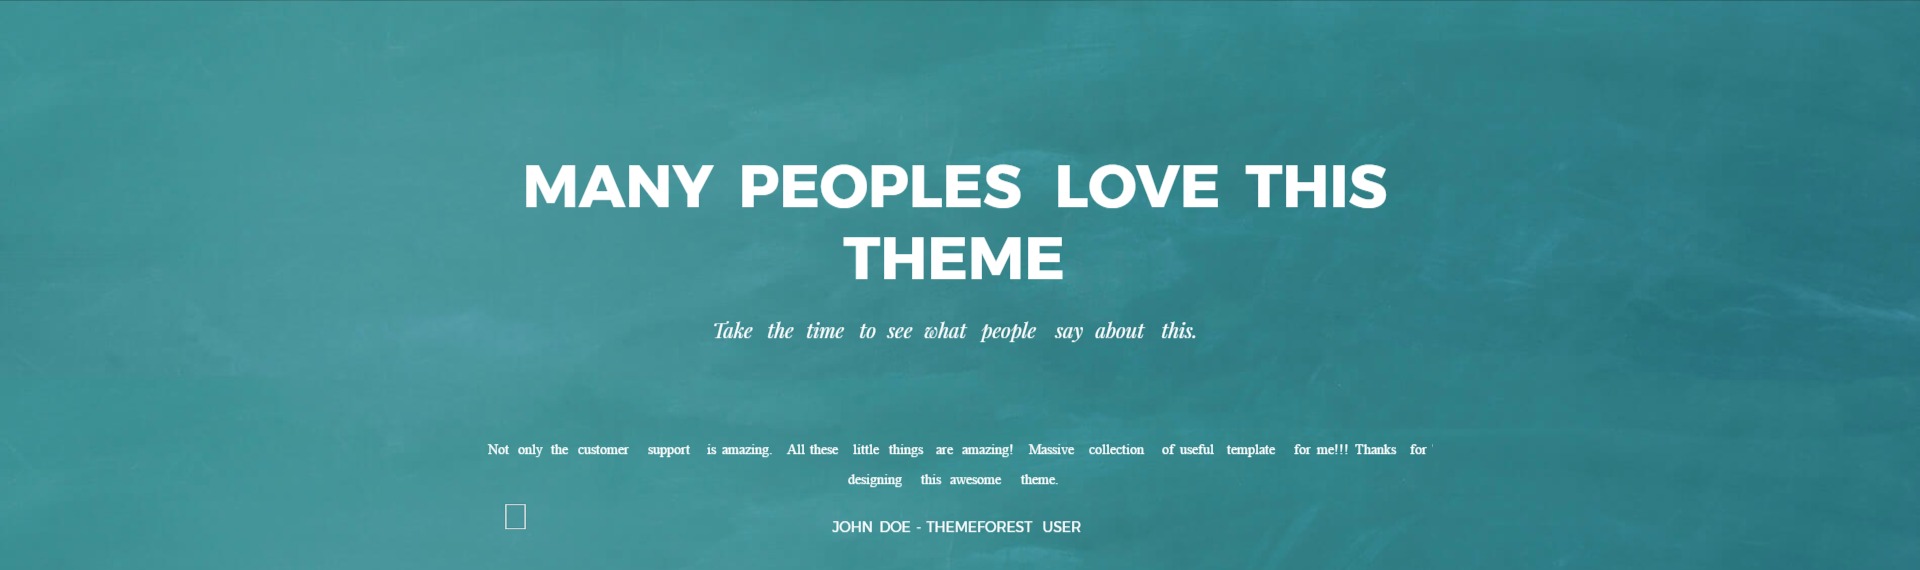 MANY PEOPLES LOVE THIS
THEME
Take the time to see what people say about this.
Not only the customer support is amazing. All these little things are amazing! Massive collection of useful template for me!!! Thanks for
designing this awesome theme.
JOHN DOE - THEMEFOREST USER